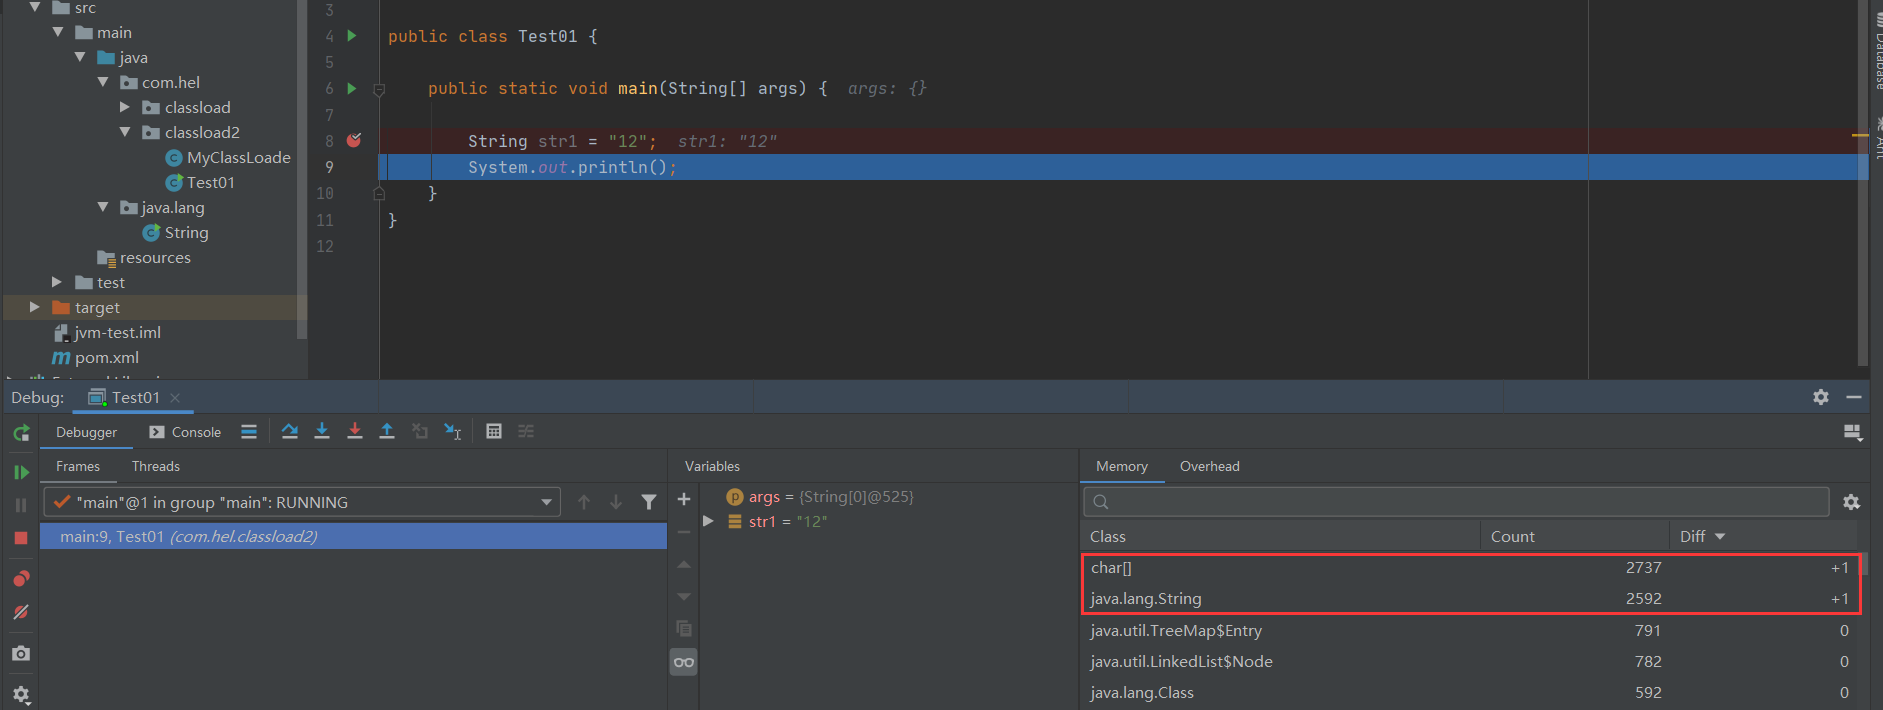 src
main
java
com.hel
classload
classload2
MyClassLoade
Test01
java.lang
String
resources
test
target
jvm-test.iml
pom.xml
3
4 public class Test01 {
5
6 public static void main(String[] args) { args: {}
7
8 String str1 = "12"; str1: "12"
9 System.out.println();
10 }
11 }
12
Database
Ant
Debug: Test01
Debugger Console
Frames Threads
"main"@1 in group "main": RUNNING
main:9, Test01 (com.hel.classload2)
Variables
args = {String[0]@525}
str1 = "12"
Memory Overhead
Class Count Diff
char[] 2737 +1
java.lang.String 2592 +1
java.util.TreeMap$Entry 791 0
java.util.LinkedList$Node 782 0
java.lang.Class 592 0